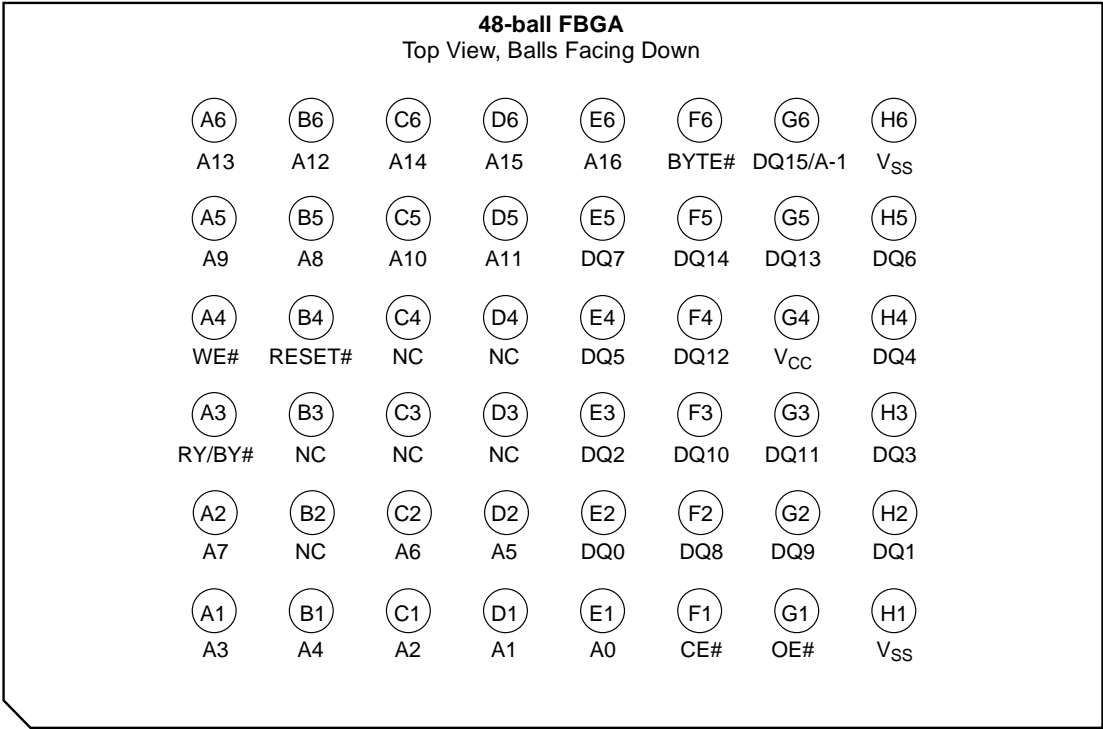 48-ball FBGA
Top View, Balls Facing Down
A6 B6 C6 D6 E6 F6 G6 H6
A13 A12 A14 A15 A16 BYTE# DQ15/A-1 VSS
A5 B5 C5 D5 E5 F5 G5 H5
A9 A8 A10 A11 DQ7 DQ14 DQ13 DQ6
A4 B4 C4 D4 E4 F4 G4 H4
WE# RESET# NC NC DQ5 DQ12 VCC DQ4
A3 B3 C3 D3 E3 F3 G3 H3
RY/BY# NC NC NC DQ2 DQ10 DQ11 DQ3
A2 B2 C2 D2 E2 F2 G2 H2
A7 NC A6 A5 DQ0 DQ8 DQ9 DQ1
A1 B1 C1 D1 E1 F1 G1 H1
A3 A4 A2 A1 A0 CE# OE# VSS